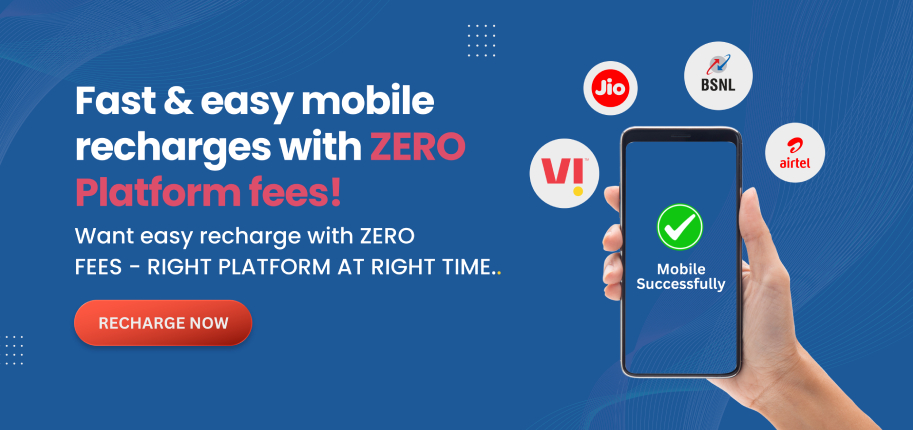 Fast & easy mobile
recharges with ZERO
Platform fees!
Want easy recharge with ZERO
FEES - RIGHT PLATFORM AT RIGHT TIME..
RECHARGE NOW
Jio
BSNL
VI
airtel
Mobile
Successfully